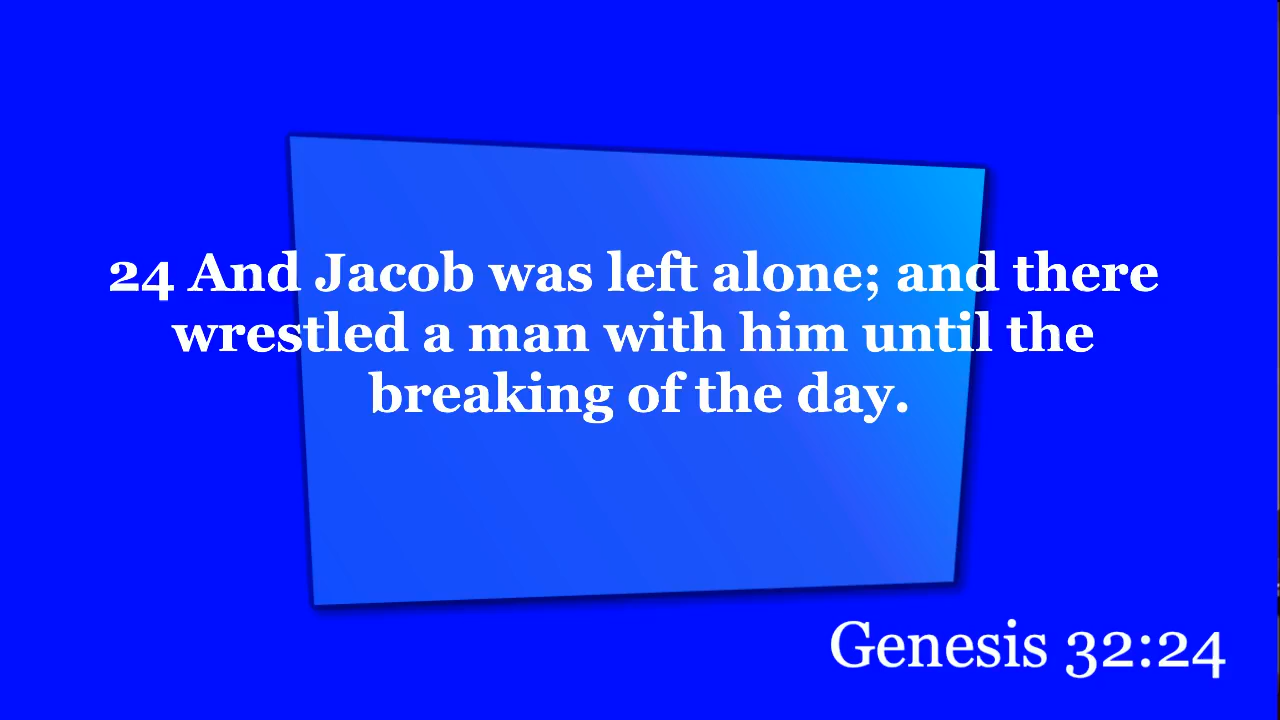 24 And Jacob was left alone; and there
wrestled a man with him until the
breaking of the day.
Genesis 32:24